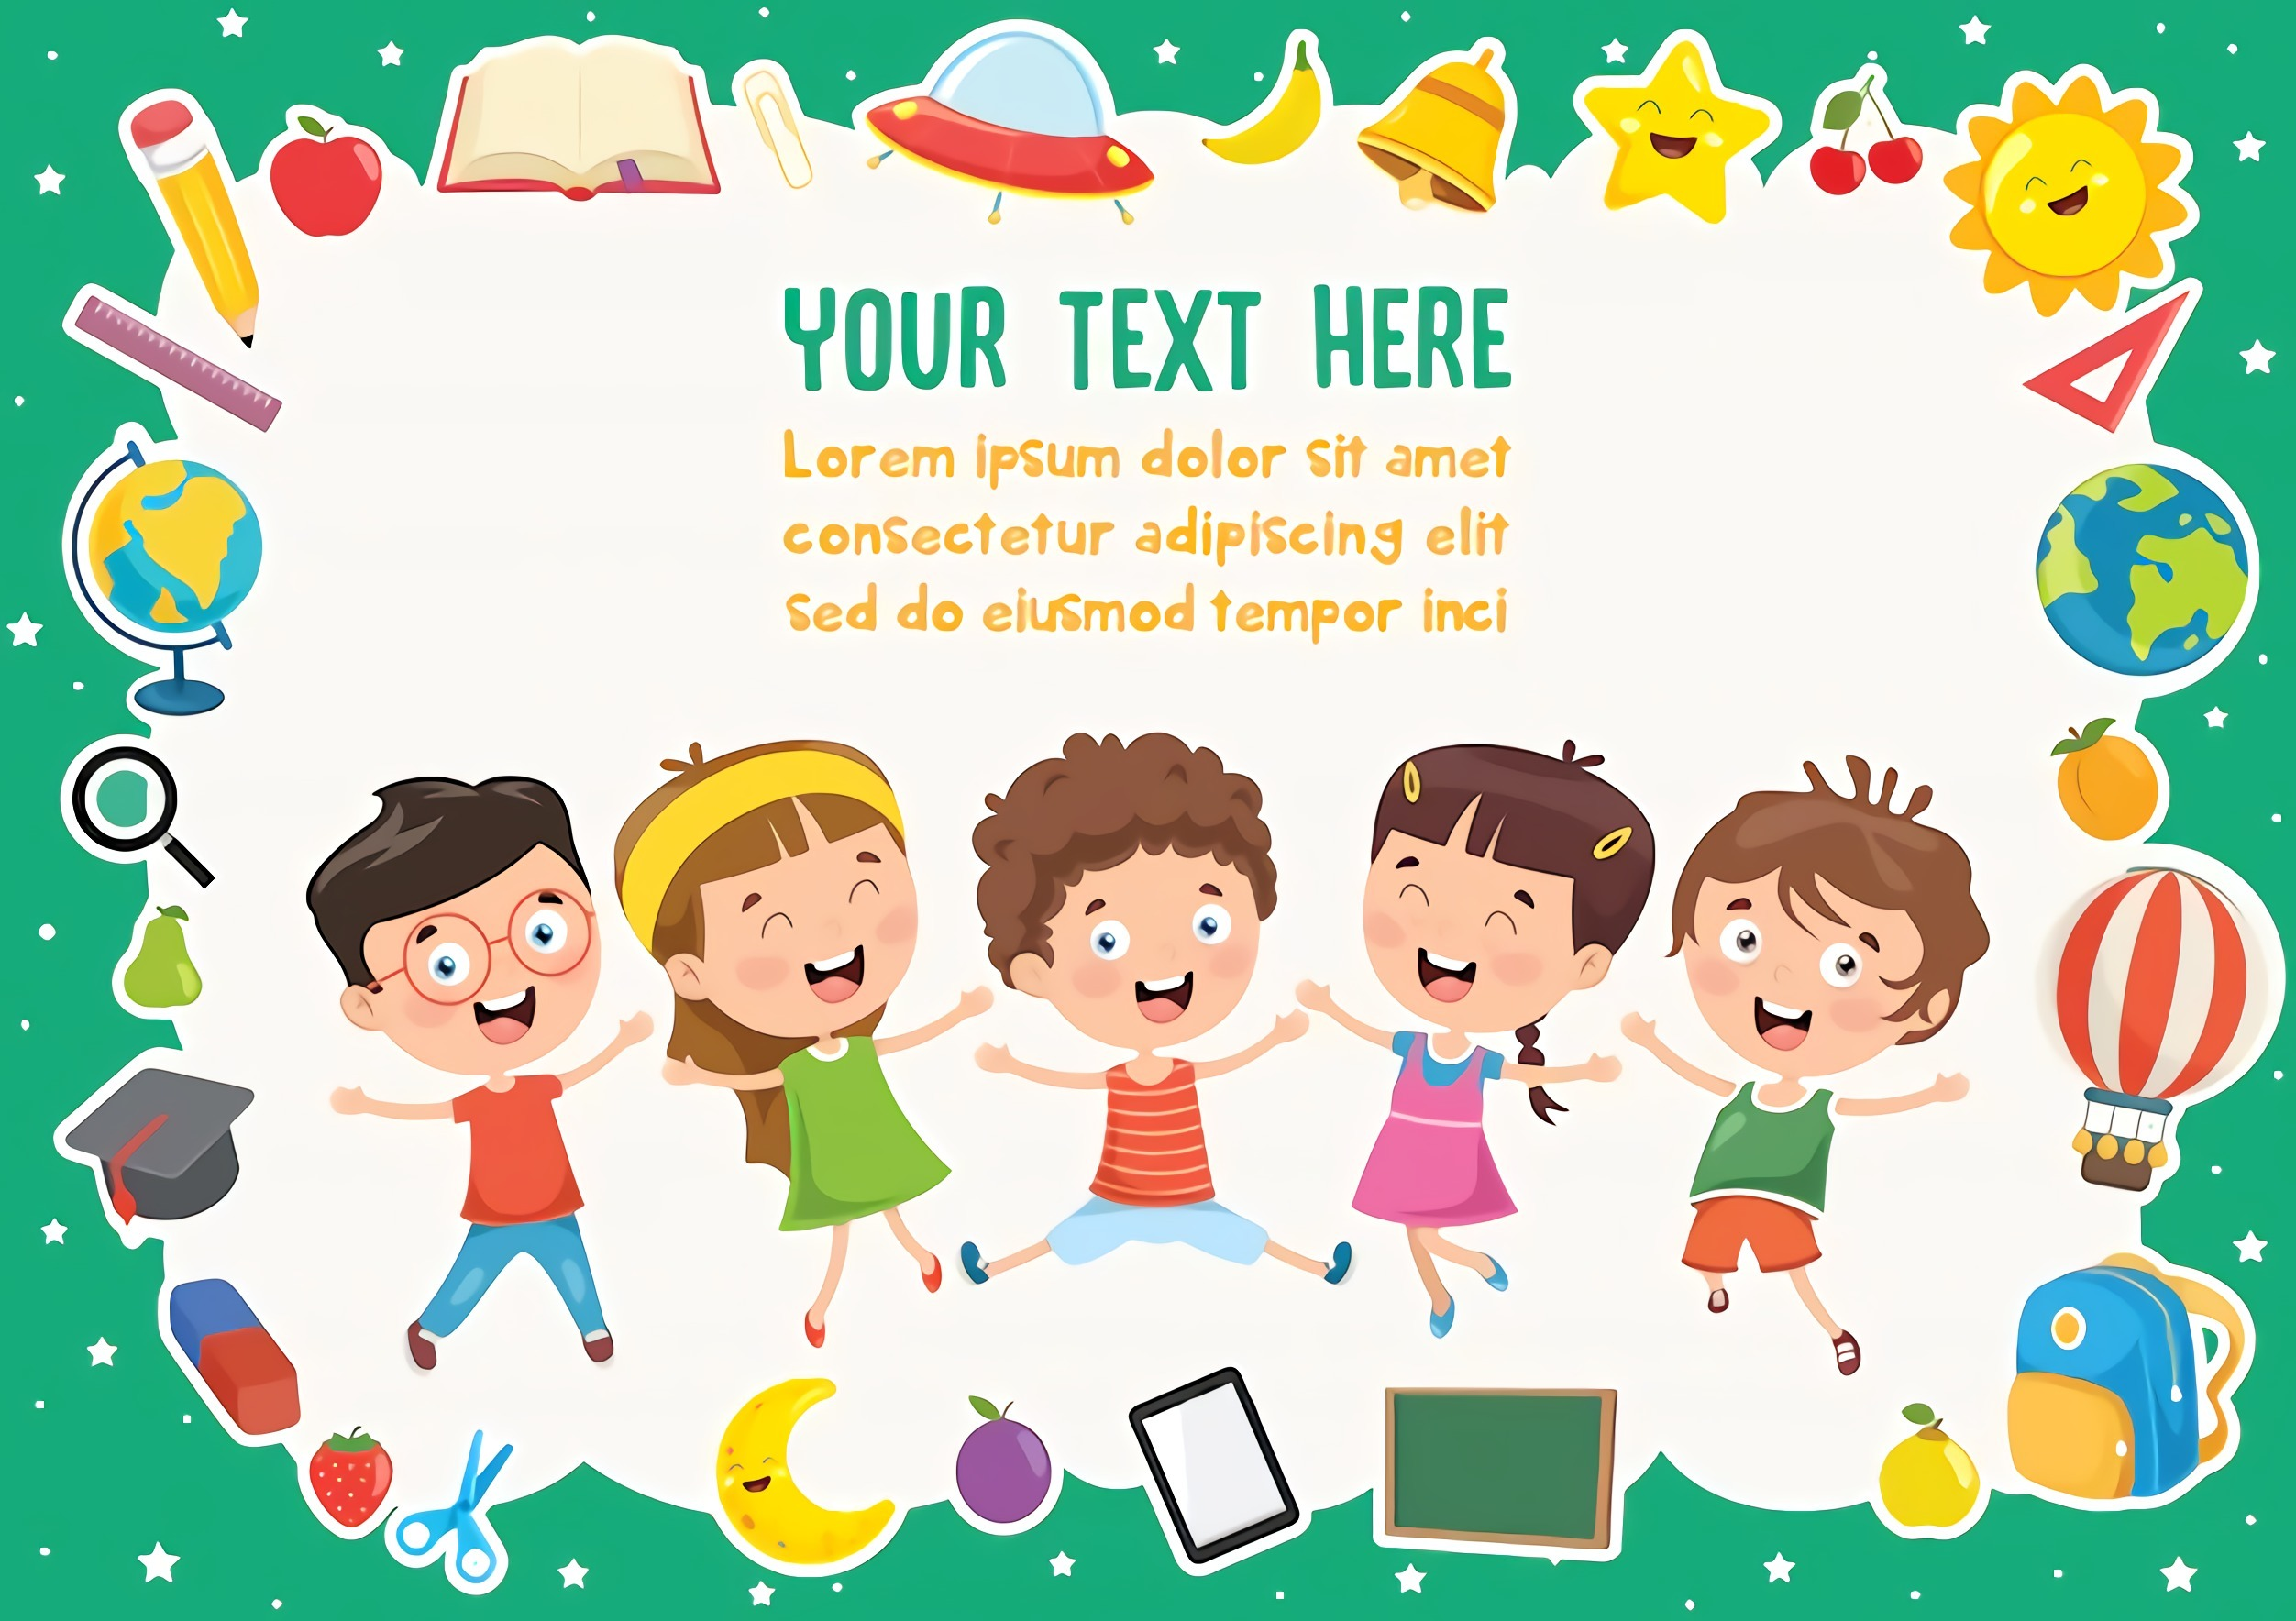 YOUR TEXT HERE
Lorem ipsum dolor sit amet
consectetur adipiscing elit
sed do eiusmod tempor inci